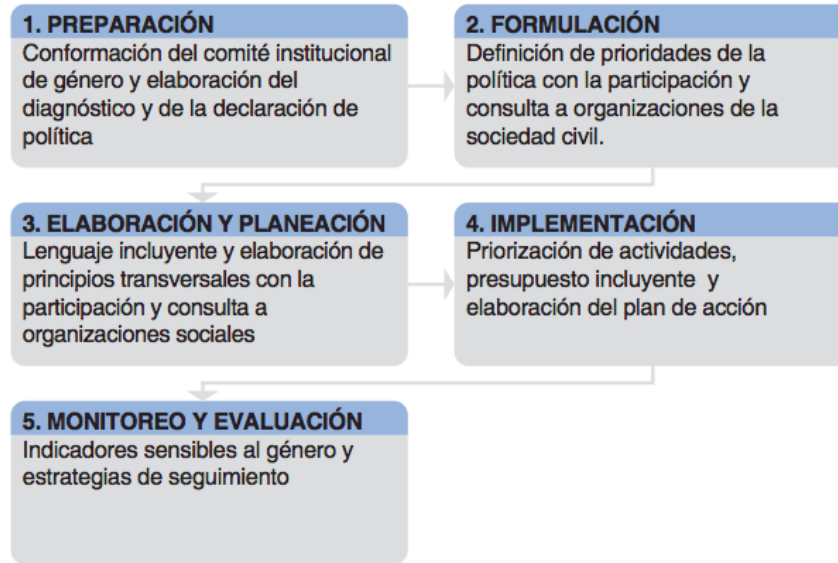 1. PREPARACIÓN
Conformación del comité institucional
de género y elaboración del
diagnóstico y de la declaración de
política
2. FORMULACIÓN
Definición de prioridades de la
política con la participación y
consulta a organizaciones de la
sociedad civil.
3. ELABORACIÓN Y PLANEACIÓN
Lenguaje incluyente y elaboración de
principios transversales con la
participación y consulta a
organizaciones sociales
4. IMPLEMENTACIÓN
Priorización de actividades,
presupuesto incluyente y
elaboración del plan de acción
5. MONITOREO Y EVALUACIÓN
Indicadores sensibles al género y
estrategias de seguimiento